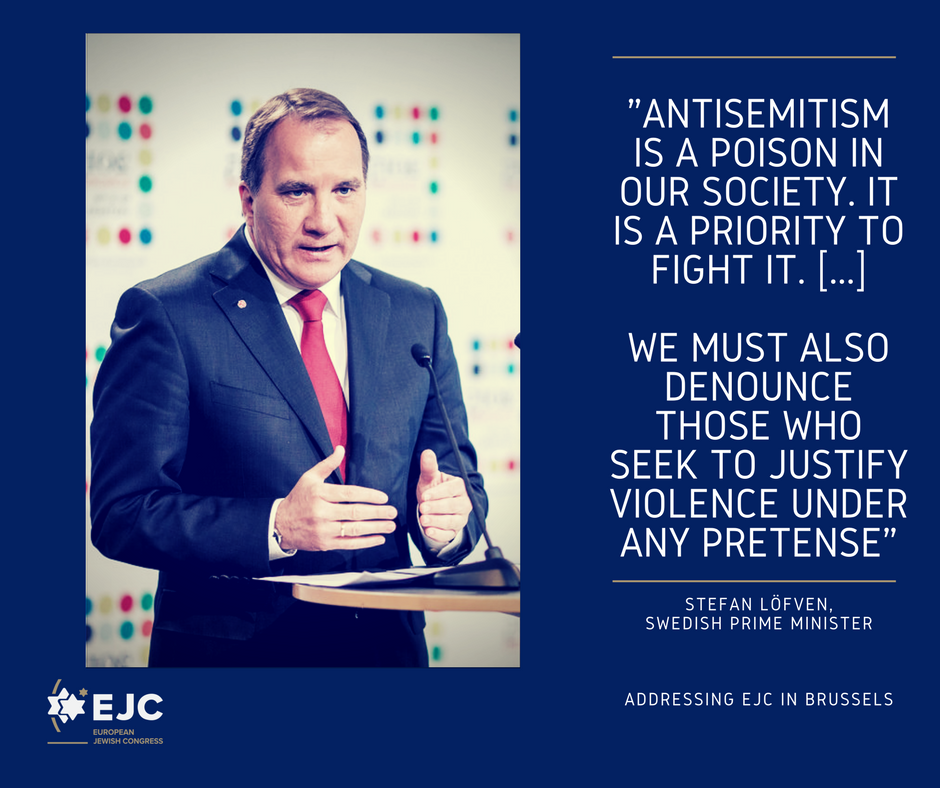 ”ANTISEMITISM
IS A POISON IN
OUR SOCIETY. IT
IS A PRIORITY TO
FIGHT IT. [...]
WE MUST ALSO
DENOUNCE
THOSE WHO
SEEK TO JUSTIFY
VIOLENCE UNDER
ANY PRETENSE”
STEFAN LÖFVEN,
SWEDISH PRIME MINISTER
ADDRESSING EJC IN BRUSSELS
EJC
EUROPEAN
JEWISH CONGRESS